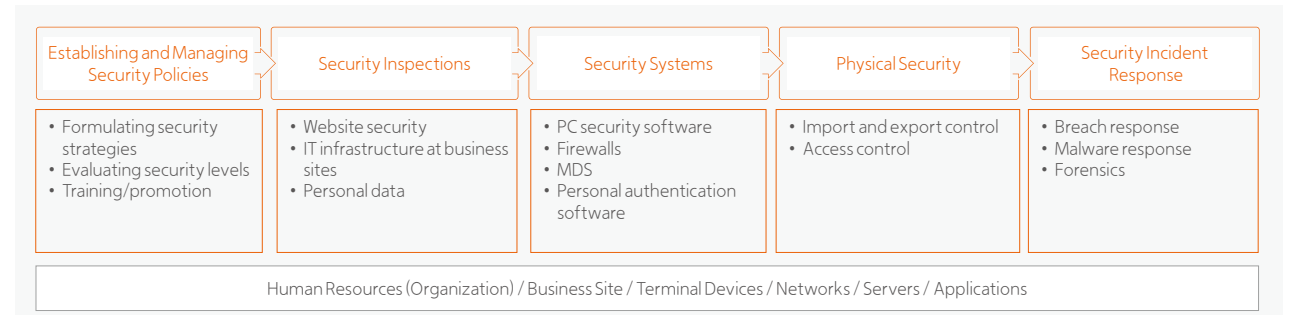 Establishing and Managing
Security Policies
Security Inspections
Security Systems
Physical Security
Security Incident
Response
• Formulating security
strategies
• Evaluating security levels
• Training/promotion
• Website security
• IT infrastructure at business
sites
• Personal data
• PC security software
• Firewalls
• MDS
• Personal authentication
software
• Import and export control
• Access control
• Breach response
• Malware response
• Forensics
Human Resources (Organization) / Business Site / Terminal Devices / Networks / Servers / Applications